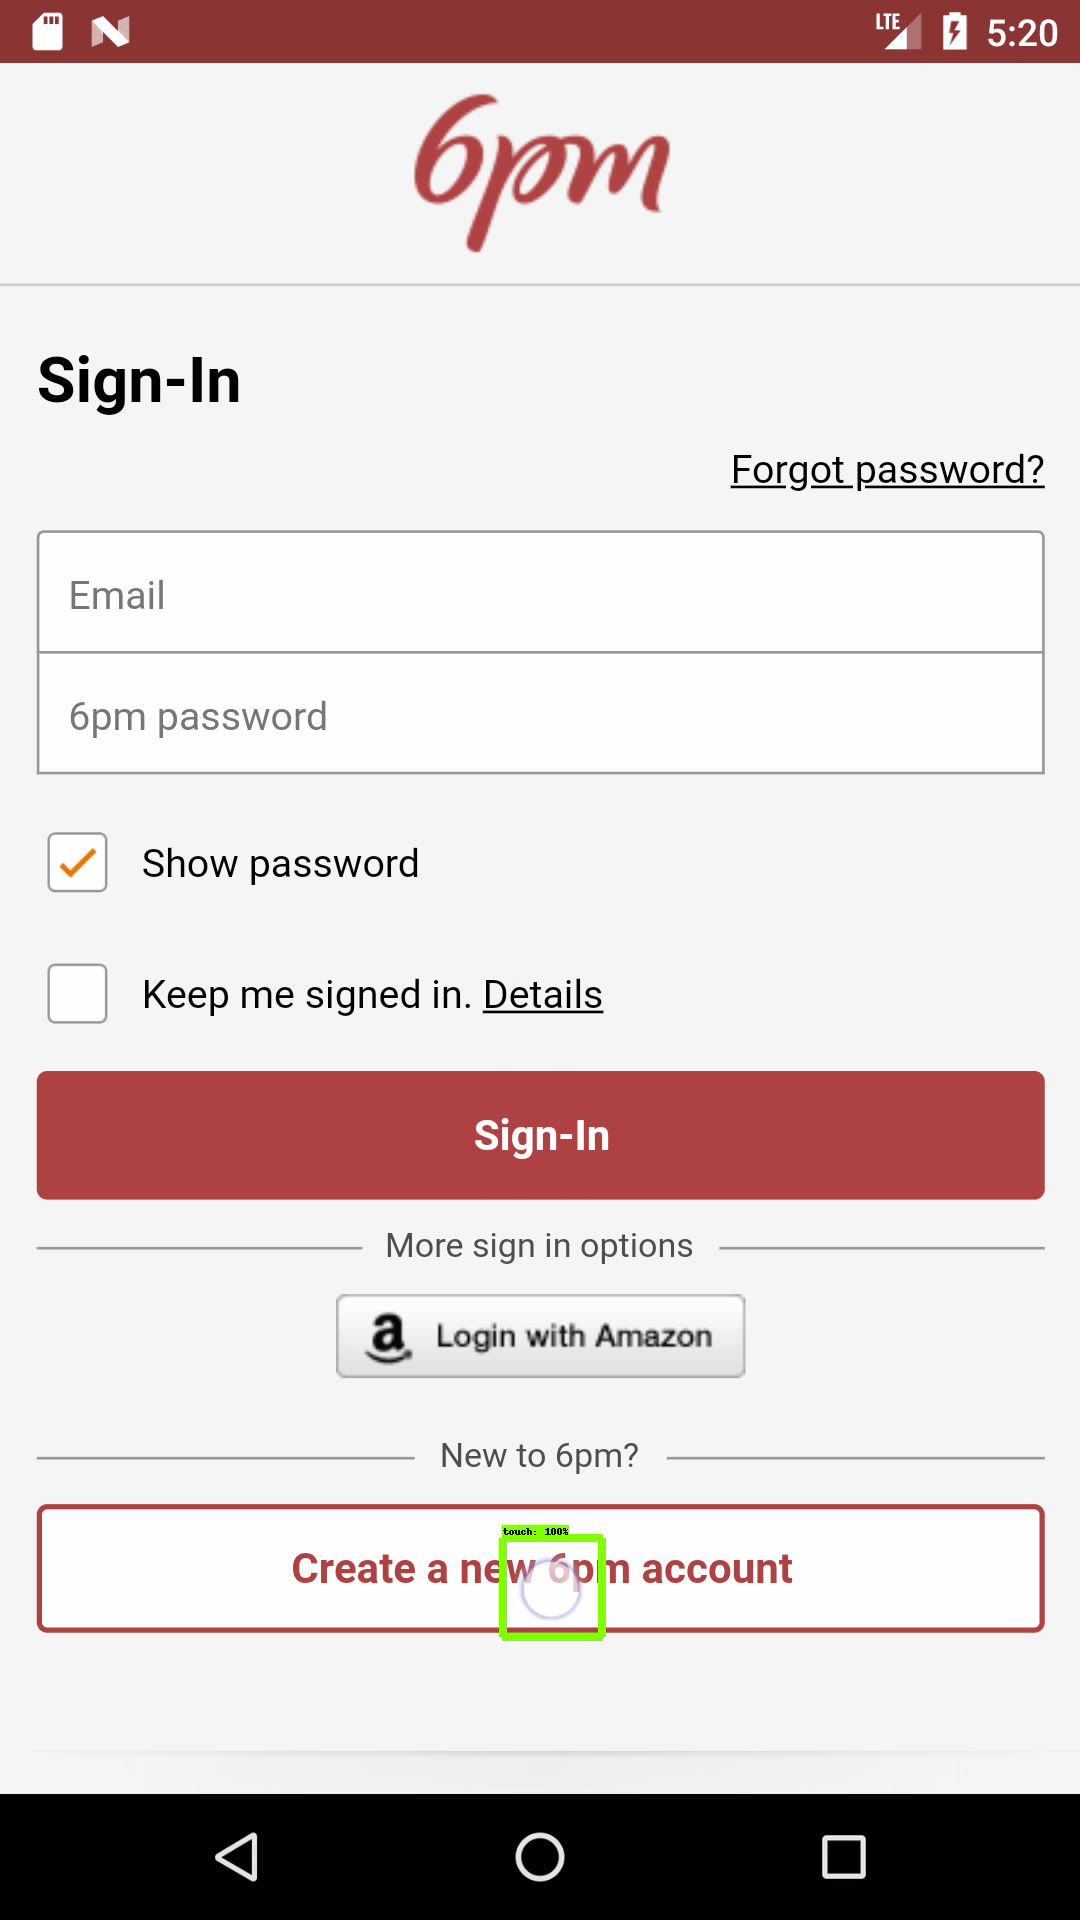 LTE 5:20
6pm
Sign-In
Forgot password?
Email
6pm password
Show password
Keep me signed in. Details
Sign-In
More sign in options
a Login with Amazon
New to 6pm?
touch: 100%
Create a new 6pm account